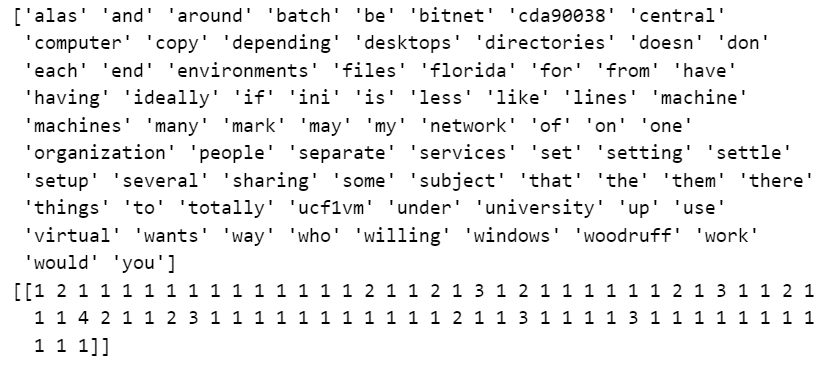 ['alas' 'and' 'around' 'batch' 'be' 'bitnet' 'cda90038' 'central'
'computer' 'copy' 'depending' 'desktops' 'directories' 'doesn' 'don'
'each' 'end' 'environments' 'files' 'florida' 'for' 'from' 'have'
'having' 'ideally' 'if' 'ini' 'is' 'less' 'like' 'lines' 'machine'
'machines' 'many' 'mark' 'may' 'my' 'network' 'of' 'on' 'one'
'organization' 'people' 'separate' 'services' 'set' 'setting' 'settle'
'setup' 'several' 'sharing' 'some' 'subject' 'that' 'the' 'them' 'there'
'things' 'to' 'totally' 'ucf1vm' 'under' 'university' 'up' 'use'
'virtual' 'wants' 'way' 'who' 'willing' 'windows' 'woodruff' 'work'
'would' 'you']
[[1 2 1 1 1 1 1 1 1 1 1 1 1 1 1 2 1 1 2 1 3 1 2 1 1 1 1 1 1 2 1 3 1 1 2 1
1 1 4 2 1 1 2 3 1 1 1 1 1 1 1 1 1 1 1 2 1 1 3 1 1 1 1 3 1 1 1 1 1 1 1 1
1 1 1]]